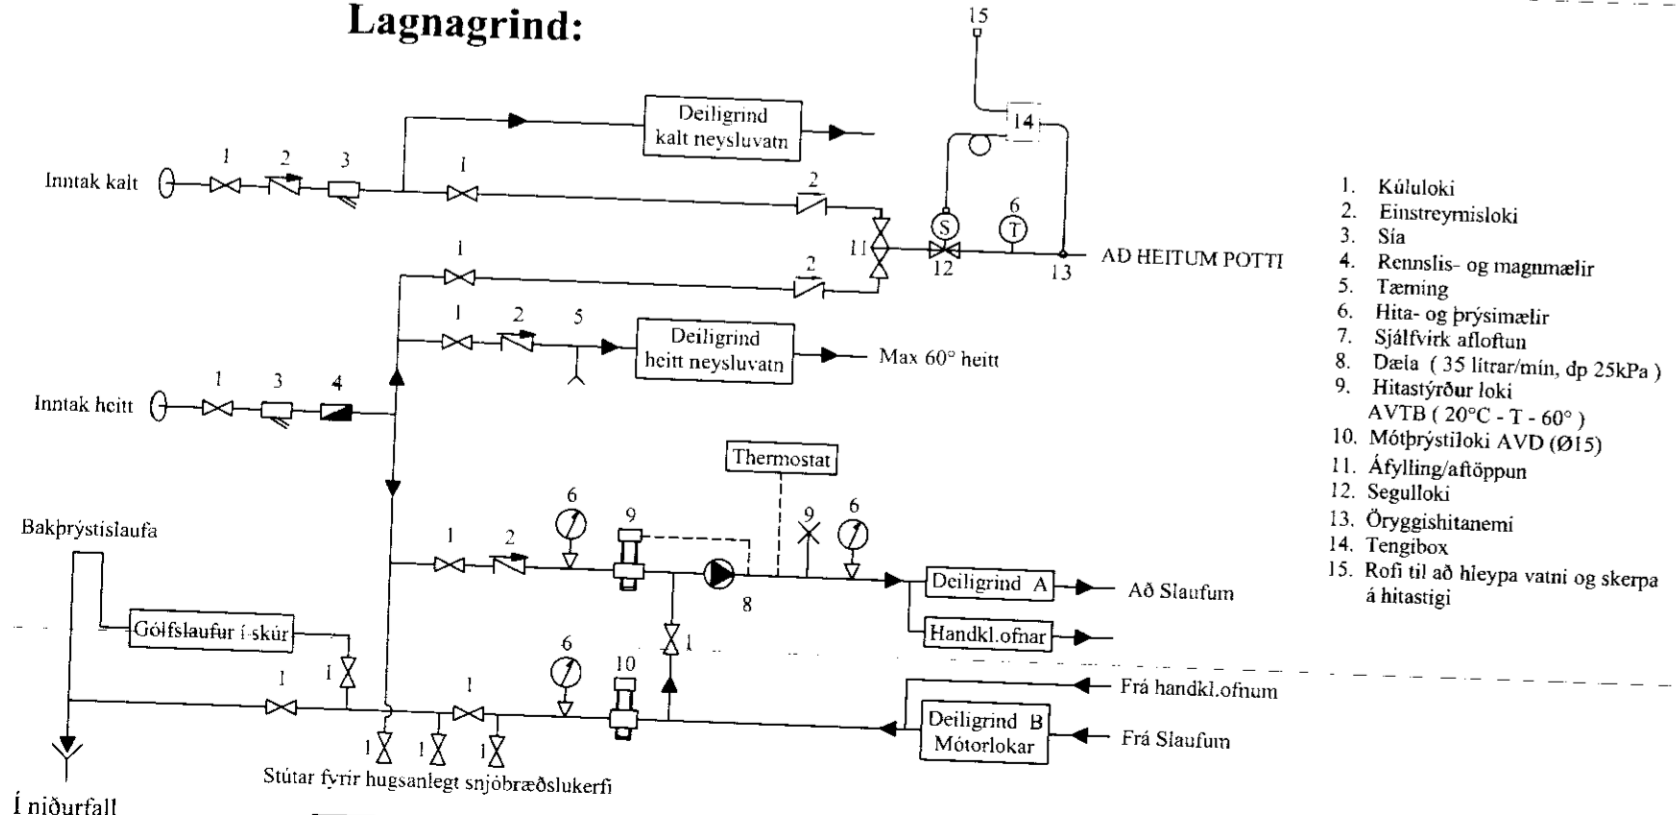 Lagnagrind:
15
Deiligrind
kalt neysluvatn
14
Inntak kalt
1
2
3
1
2
S
6
T
11
12
13
AÐ HEITUM POTTI
1
2
1
2
5
Deiligrind
heitt neysluvatn
Max 60° heitt
Inntak heitt
1
3
4
Thermostat
Bakþrýstislaufa
1
2
6
9
8
9
6
Deiligrind A
Að Slaufum
Handkl.ofnar
Gólfslaufur í skúr
1
1
1
6
10
1
Frá handkl.ofnum
Deiligrind B
Mótorlokar
Frá Slaufum
1
1
1
Stútar fyrir hugsanlegt snjóbræðslukerfi
Í niðurfall
1. Kúluloki
2. Einstreymisloki
3. Sía
4. Rennslis- og magnmælir
5. Tæming
6. Hita- og þrýsimælir
7. Sjálfvirk afloftun
8. Dæla ( 35 lítrar/mín, dp 25kPa )
9. Hitastýrður loki
AVTB ( 20°C - T - 60° )
10. Mótþrýstiloki AVD (Ø15)
11. Áfylling/aftöppun
12. Segulloki
13. Öryggishitanemi
14. Tengibox
15. Rofi til að hleypa vatni og skerpa
á hitastigi